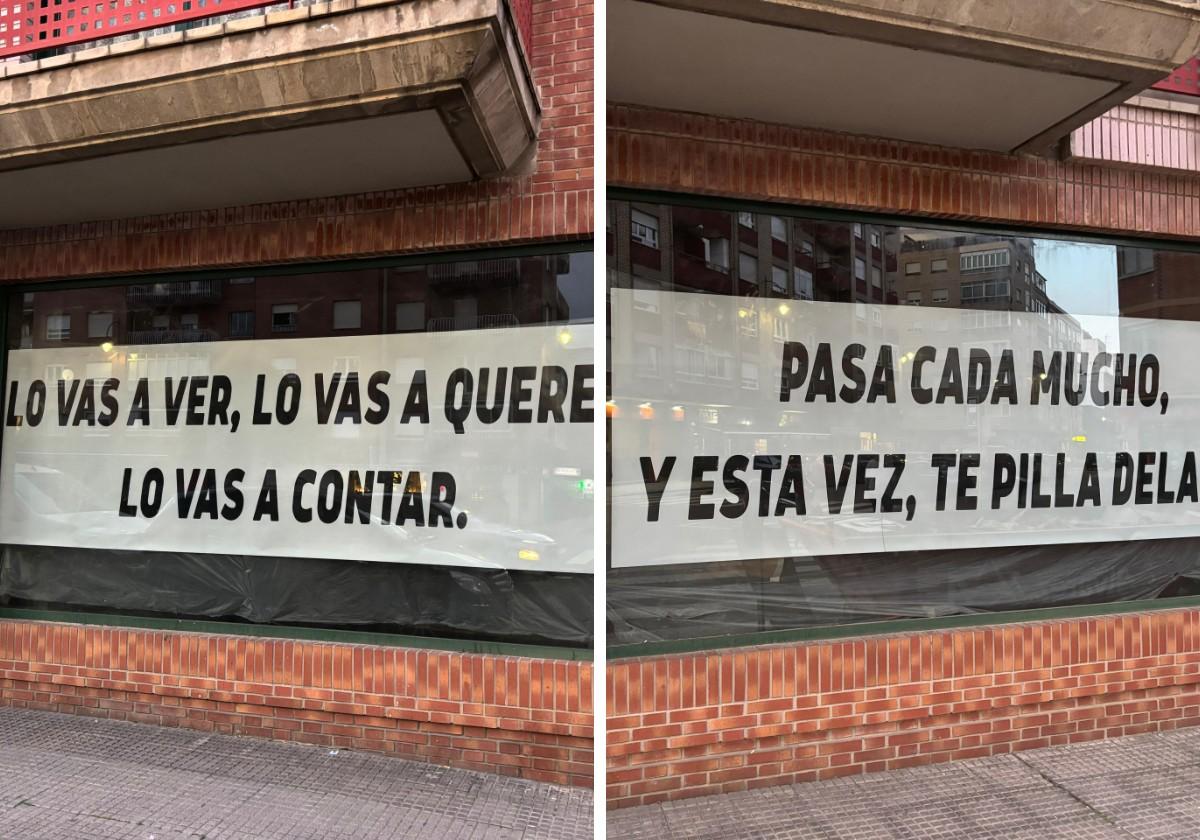 LO VAS A VER, LO VAS A QUERE
LO VAS A CONTAR.
PASA CADA MUCHO,
Y ESTA VEZ, TE PILLA DELA